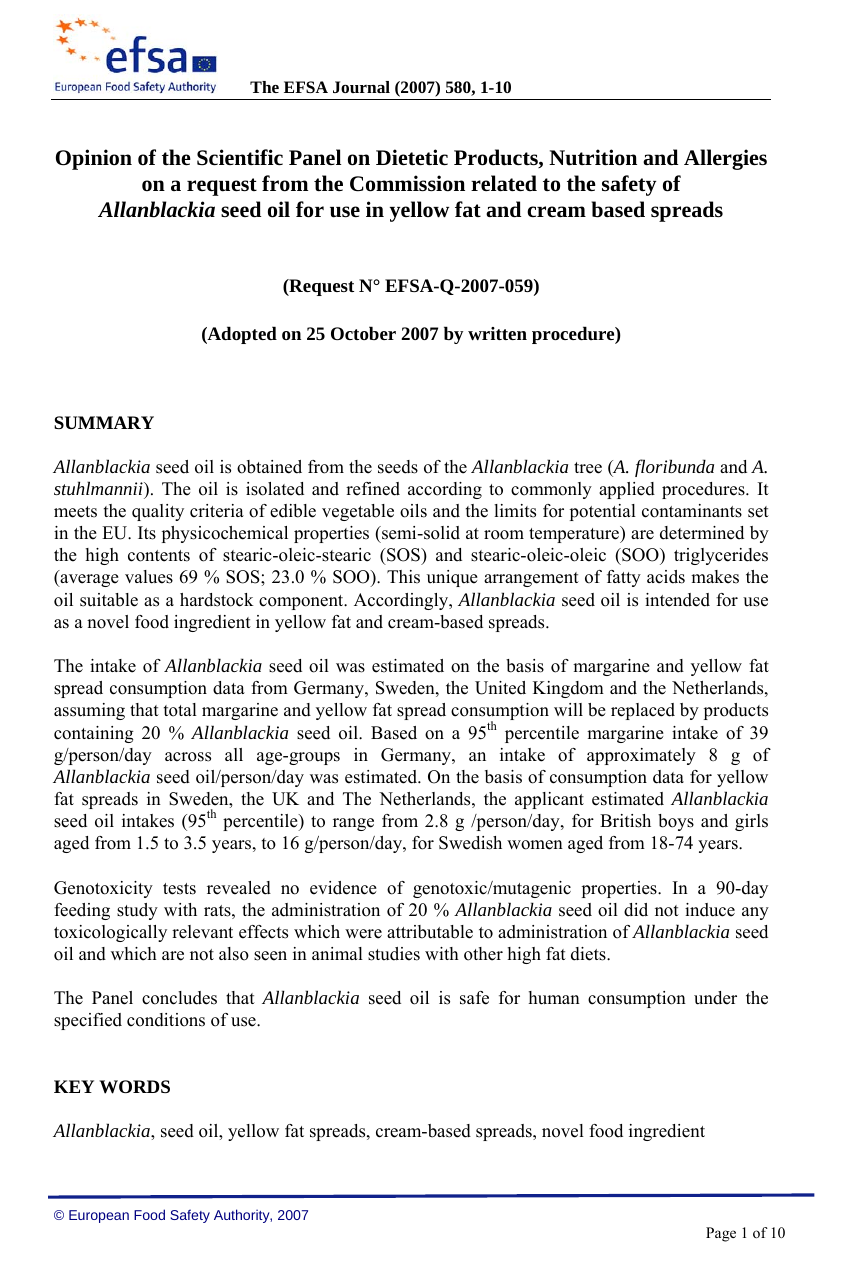 efsa
European Food Safety Authority
The EFSA Journal (2007) 580, 1-10
Opinion of the Scientific Panel on Dietetic Products, Nutrition and Allergies
on a request from the Commission related to the safety of
Allanblackia seed oil for use in yellow fat and cream based spreads
(Request N° EFSA-Q-2007-059)
(Adopted on 25 October 2007 by written procedure)
SUMMARY
Allanblackia seed oil is obtained from the seeds of the Allanblackia tree (A. floribunda and A.
stuhlmannii). The oil is isolated and refined according to commonly applied procedures. It
meets the quality criteria of edible vegetable oils and the limits for potential contaminants set
in the EU. Its physicochemical properties (semi-solid at room temperature) are determined by
the high contents of stearic-oleic-stearic (SOS) and stearic-oleic-oleic (SOO) triglycerides
(average values 69 % SOS; 23.0 % SOO). This unique arrangement of fatty acids makes the
oil suitable as a hardstock component. Accordingly, Allanblackia seed oil is intended for use
as a novel food ingredient in yellow fat and cream-based spreads.
The intake of Allanblackia seed oil was estimated on the basis of margarine and yellow fat
spread consumption data from Germany, Sweden, the United Kingdom and the Netherlands,
assuming that total margarine and yellow fat spread consumption will be replaced by products
containing 20 % Allanblackia seed oil. Based on a 95th percentile margarine intake of 39
g/person/day across all age-groups in Germany, an intake of approximately 8 g of
Allanblackia seed oil/person/day was estimated. On the basis of consumption data for yellow
fat spreads in Sweden, the UK and The Netherlands, the applicant estimated Allanblackia
seed oil intakes (95th percentile) to range from 2.8 g /person/day, for British boys and girls
aged from 1.5 to 3.5 years, to 16 g/person/day, for Swedish women aged from 18-74 years.
Genotoxicity tests revealed no evidence of genotoxic/mutagenic properties. In a 90-day
feeding study with rats, the administration of 20 % Allanblackia seed oil did not induce any
toxicologically relevant effects which were attributable to administration of Allanblackia seed
oil and which are not also seen in animal studies with other high fat diets.
The Panel concludes that Allanblackia seed oil is safe for human consumption under the
specified conditions of use.
KEY WORDS
Allanblackia, seed oil, yellow fat spreads, cream-based spreads, novel food ingredient
© European Food Safety Authority, 2007
Page 1 of 10